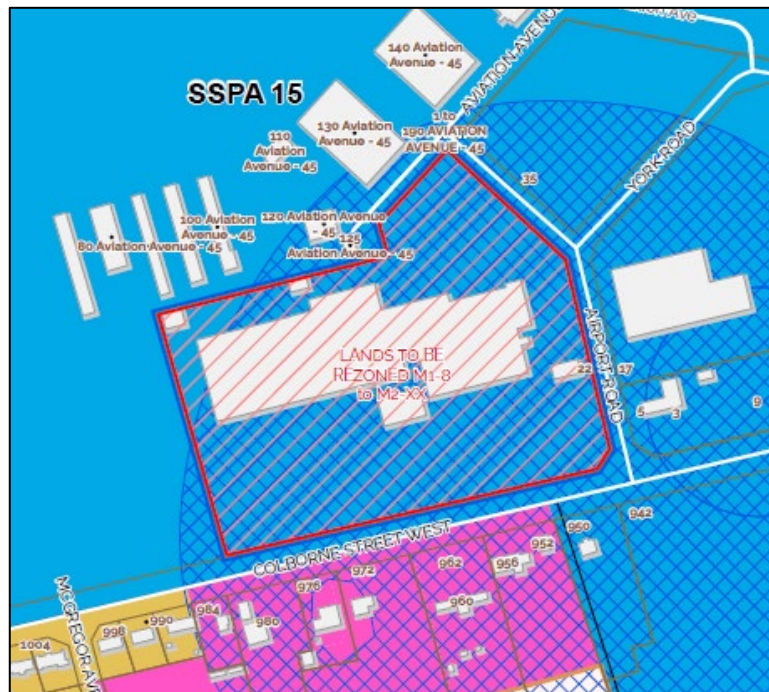 140 Aviation
Avenue - 45
AVIATION AVENUE
SSPA 15
130 Aviation
Avenue - 45
1 to
190 AVIATION
AVENUE - 45
110
Aviation
Avenue - 45
35
YORK ROAD
100 Aviation
Avenue - 45
120 Aviation Avenue
- 45
80 Aviation Avenue - 45
125
Aviation Avenue - 45
LANDS TO BE
REZONED M1-8
to M2-XX
22
17
AIRPORT ROAD
5
3
9
COLBORNE STREET WEST
942
950
952
956
962
972
976
960
984
980
990
998
1004